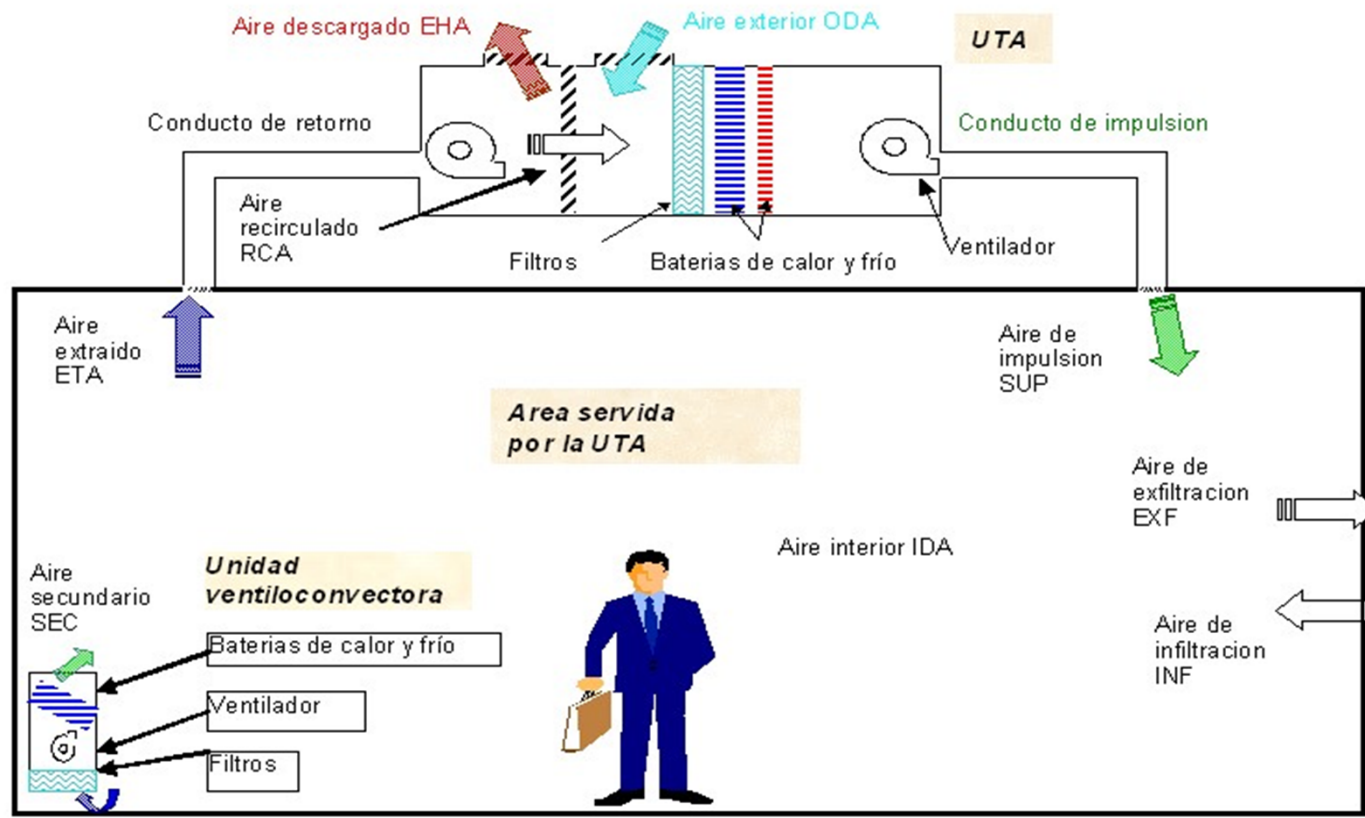 Aire descargado EHA
Aire exterior ODA
UTA
Conducto de retorno
Conducto de impulsion
Aire
recirculado
RCA
Filtros
Baterias de calor y frío
Ventilador
Aire
extraido
ETA
Aire de
impulsion
SUP
Area servida
por la UTA
Aire de
exfiltracion
EXF
Aire interior IDA
Aire
secundario
SEC
Unidad
ventiloconvectora
Baterias de calor y frío
Ventilador
Filtros
Aire de
infiltracion
INF